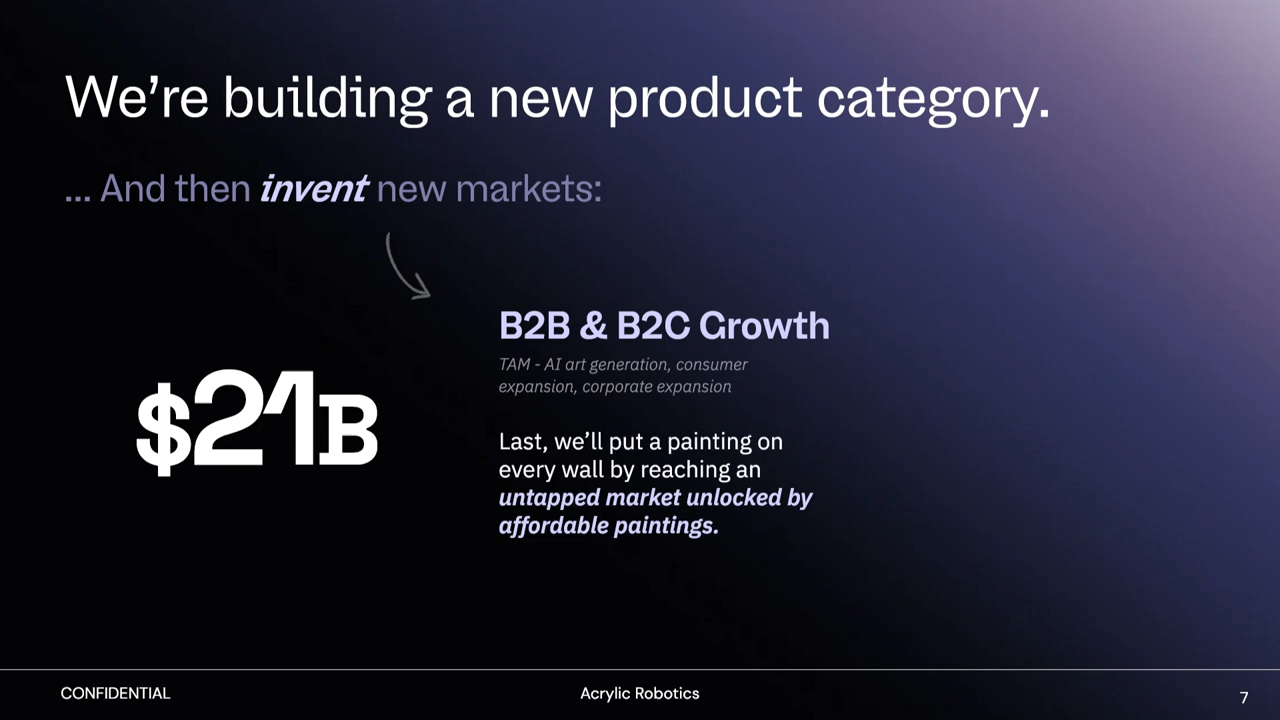 We're building a new product category.
... And then invent new markets:
$21B
B2B & B2C Growth
TAM - AI art generation, consumer
expansion, corporate expansion
Last, we'll put a painting on
every wall by reaching an
untapped market unlocked by
affordable paintings.
CONFIDENTIAL
Acrylic Robotics
7